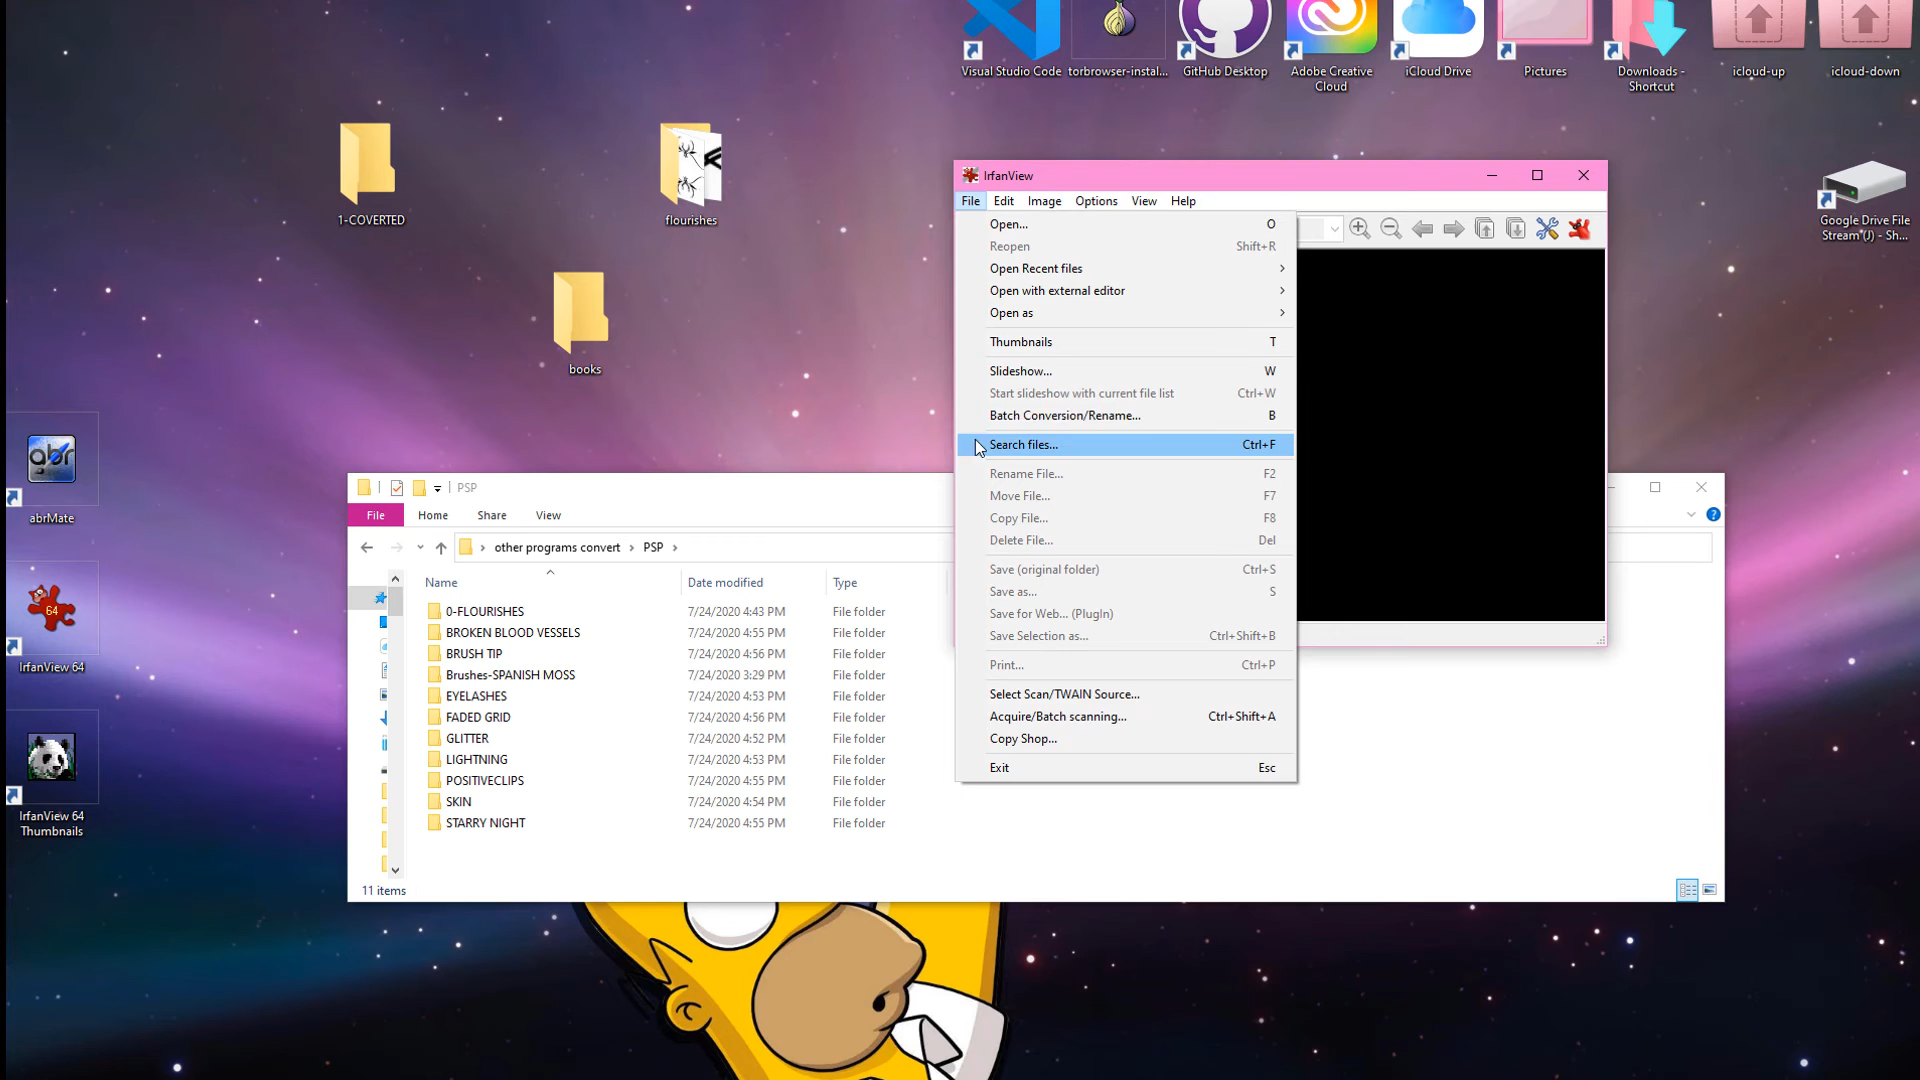 Visual Studio Code
torbrowser-instal...
GitHub Desktop
Adobe Creative
Cloud
iCloud Drive
Pictures
Downloads -
Shortcut
icloud-up
icloud-down
1-COVERTED
flourishes
books
Google Drive File
Stream (J) - Sh...
abr
abrMate
64
IrfanView 64
IrfanView 64
Thumbnails
IrfanView
File Edit Image Options View Help
Open... O
Reopen Shift+R
Open Recent files
Open with external editor
Open as
Thumbnails T
Slideshow... W
Start slideshow with current file list Ctrl+W
Batch Conversion/Rename... B
Search files... Ctrl+F
Rename File... F2
Move File... F7
Copy File... F8
Delete File... Del
Save (original folder) Ctrl+S
Save as... S
Save for Web... (PlugIn)
Save Selection as... Ctrl+Shift+B
Print... Ctrl+P
Select Scan/TWAIN Source...
Acquire/Batch scanning... Ctrl+Shift+A
Copy Shop...
Exit Esc
PSP
File Home Share View
other programs convert > PSP >
Name Date modified Type
0-FLOURISHES 7/24/2020 4:43 PM File folder
BROKEN BLOOD VESSELS 7/24/2020 4:55 PM File folder
BRUSH TIP 7/24/2020 4:56 PM File folder
Brushes-SPANISH MOSS 7/24/2020 3:29 PM File folder
EYELASHES 7/24/2020 4:53 PM File folder
FADED GRID 7/24/2020 4:56 PM File folder
GLITTER 7/24/2020 4:52 PM File folder
LIGHTNING 7/24/2020 4:53 PM File folder
POSITIVECLIPS 7/24/2020 4:55 PM File folder
SKIN 7/24/2020 4:54 PM File folder
STARRY NIGHT 7/24/2020 4:55 PM File folder
11 items